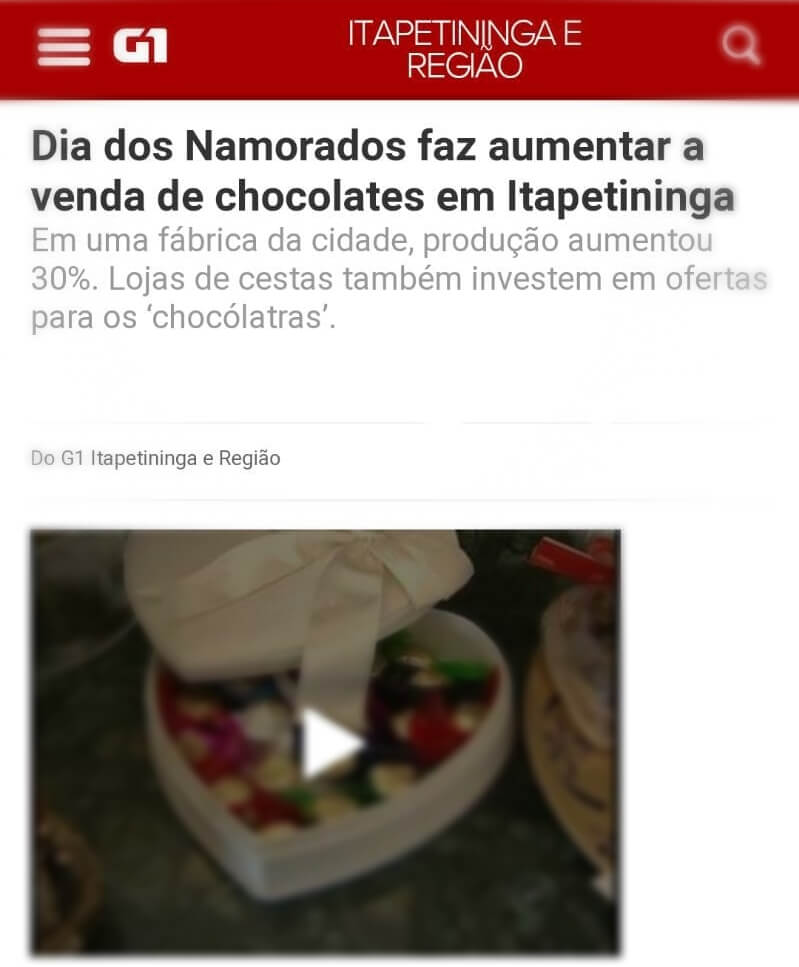 G1
ITAPETININGA E
REGIÃO
Dia dos Namorados faz aumentar a
venda de chocolates em Itapetininga
Em uma fábrica da cidade, produção aumentou
30%. Lojas de cestas também investem em ofertas
para os ‘chocólatras’.
Do G1 Itapetininga e Região